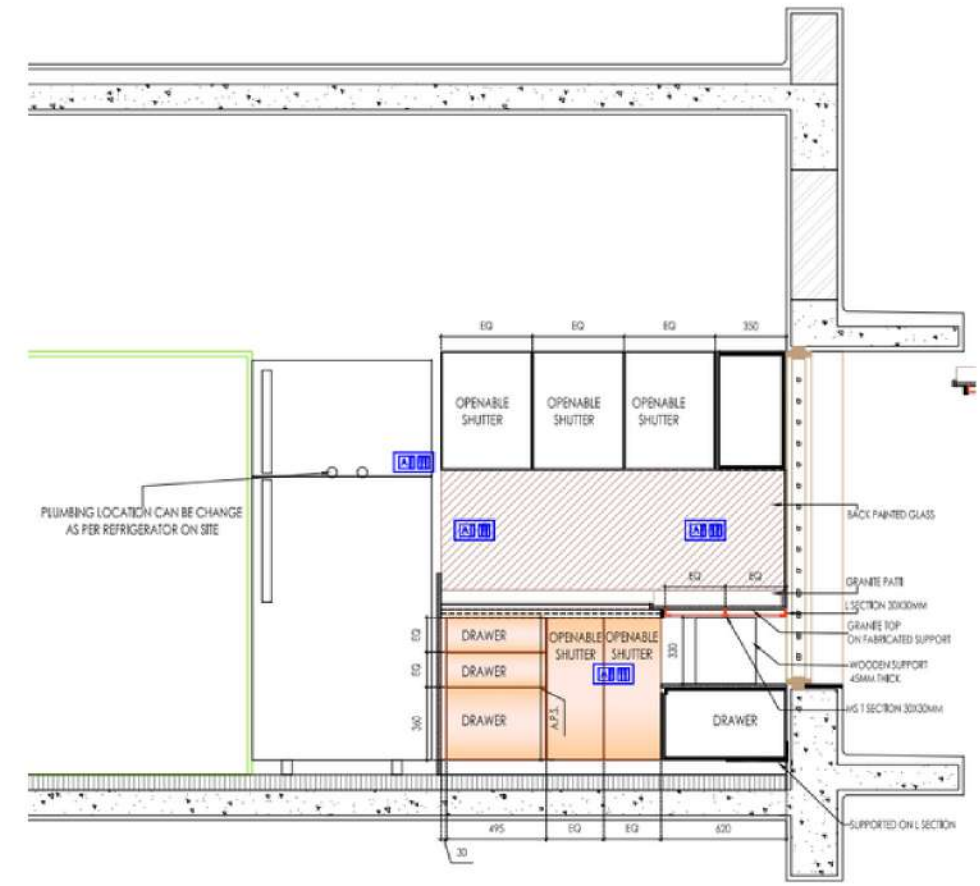 EQ EQ EQ 350
OPENABLE
SHUTTER
OPENABLE
SHUTTER
OPENABLE
SHUTTER
PLUMBING LOCATION CAN BE CHANGE
AS PER REFRIGERATOR ON SITE
BACK PAINTED GLASS
EQ EQ
GRANITE PATTI
L SECTION 30X30MM
GRANITE TOP
ON FABRICATED SUPPORT
EQ
DRAWER
OPENABLE
SHUTTER
OPENABLE
SHUTTER
330
WOODEN SUPPORT
45MM THICK
EQ
DRAWER
MS T SECTION 30X30MM
360
DRAWER
A.P.S.
DRAWER
SUPPORTED ON L SECTION
495 EQ EQ 620
30